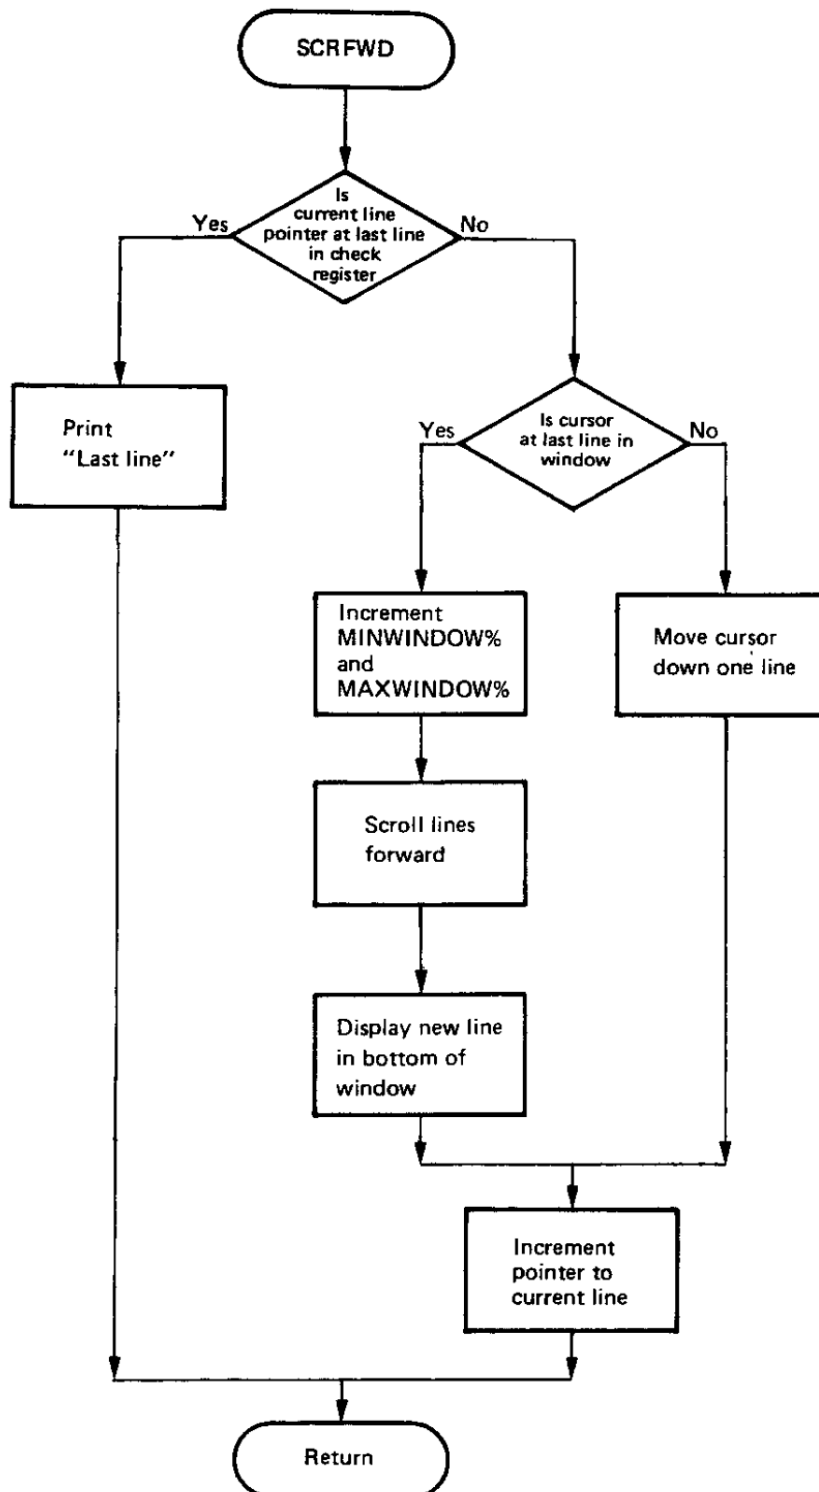 SCRFWD
Is
current line
pointer at last line
in check
register
Yes
No
Print
“Last line”
Is cursor
at last line in
window
Yes
No
Increment
MINWINDOW%
and
MAXWINDOW%
Move cursor
down one line
Scroll lines
forward
Display new line
in bottom of
window
Increment
pointer to
current line
Return